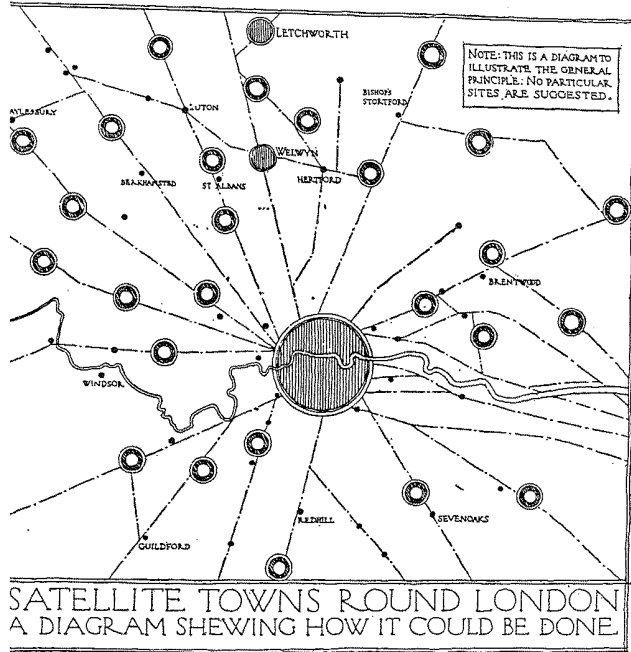 LETCHWORTH
NOTE: THIS IS A DIAGRAM TO
ILLUSTRATE THE GENERAL
PRINCIPLE: NO PARTICULAR
SITES ARE SUGGESTED.
BISHOP'S
STORTFORD
AYLESBURY
LUTON
WELWYN
HERTFORD
BERKHAMSTED
ST ALBANS
BRENTWOOD
WINDSOR
REDHILL
SEVENOAKS
GUILDFORD
SATELLITE TOWNS ROUND LONDON
A DIAGRAM SHEWING HOW IT COULD BE DONE.